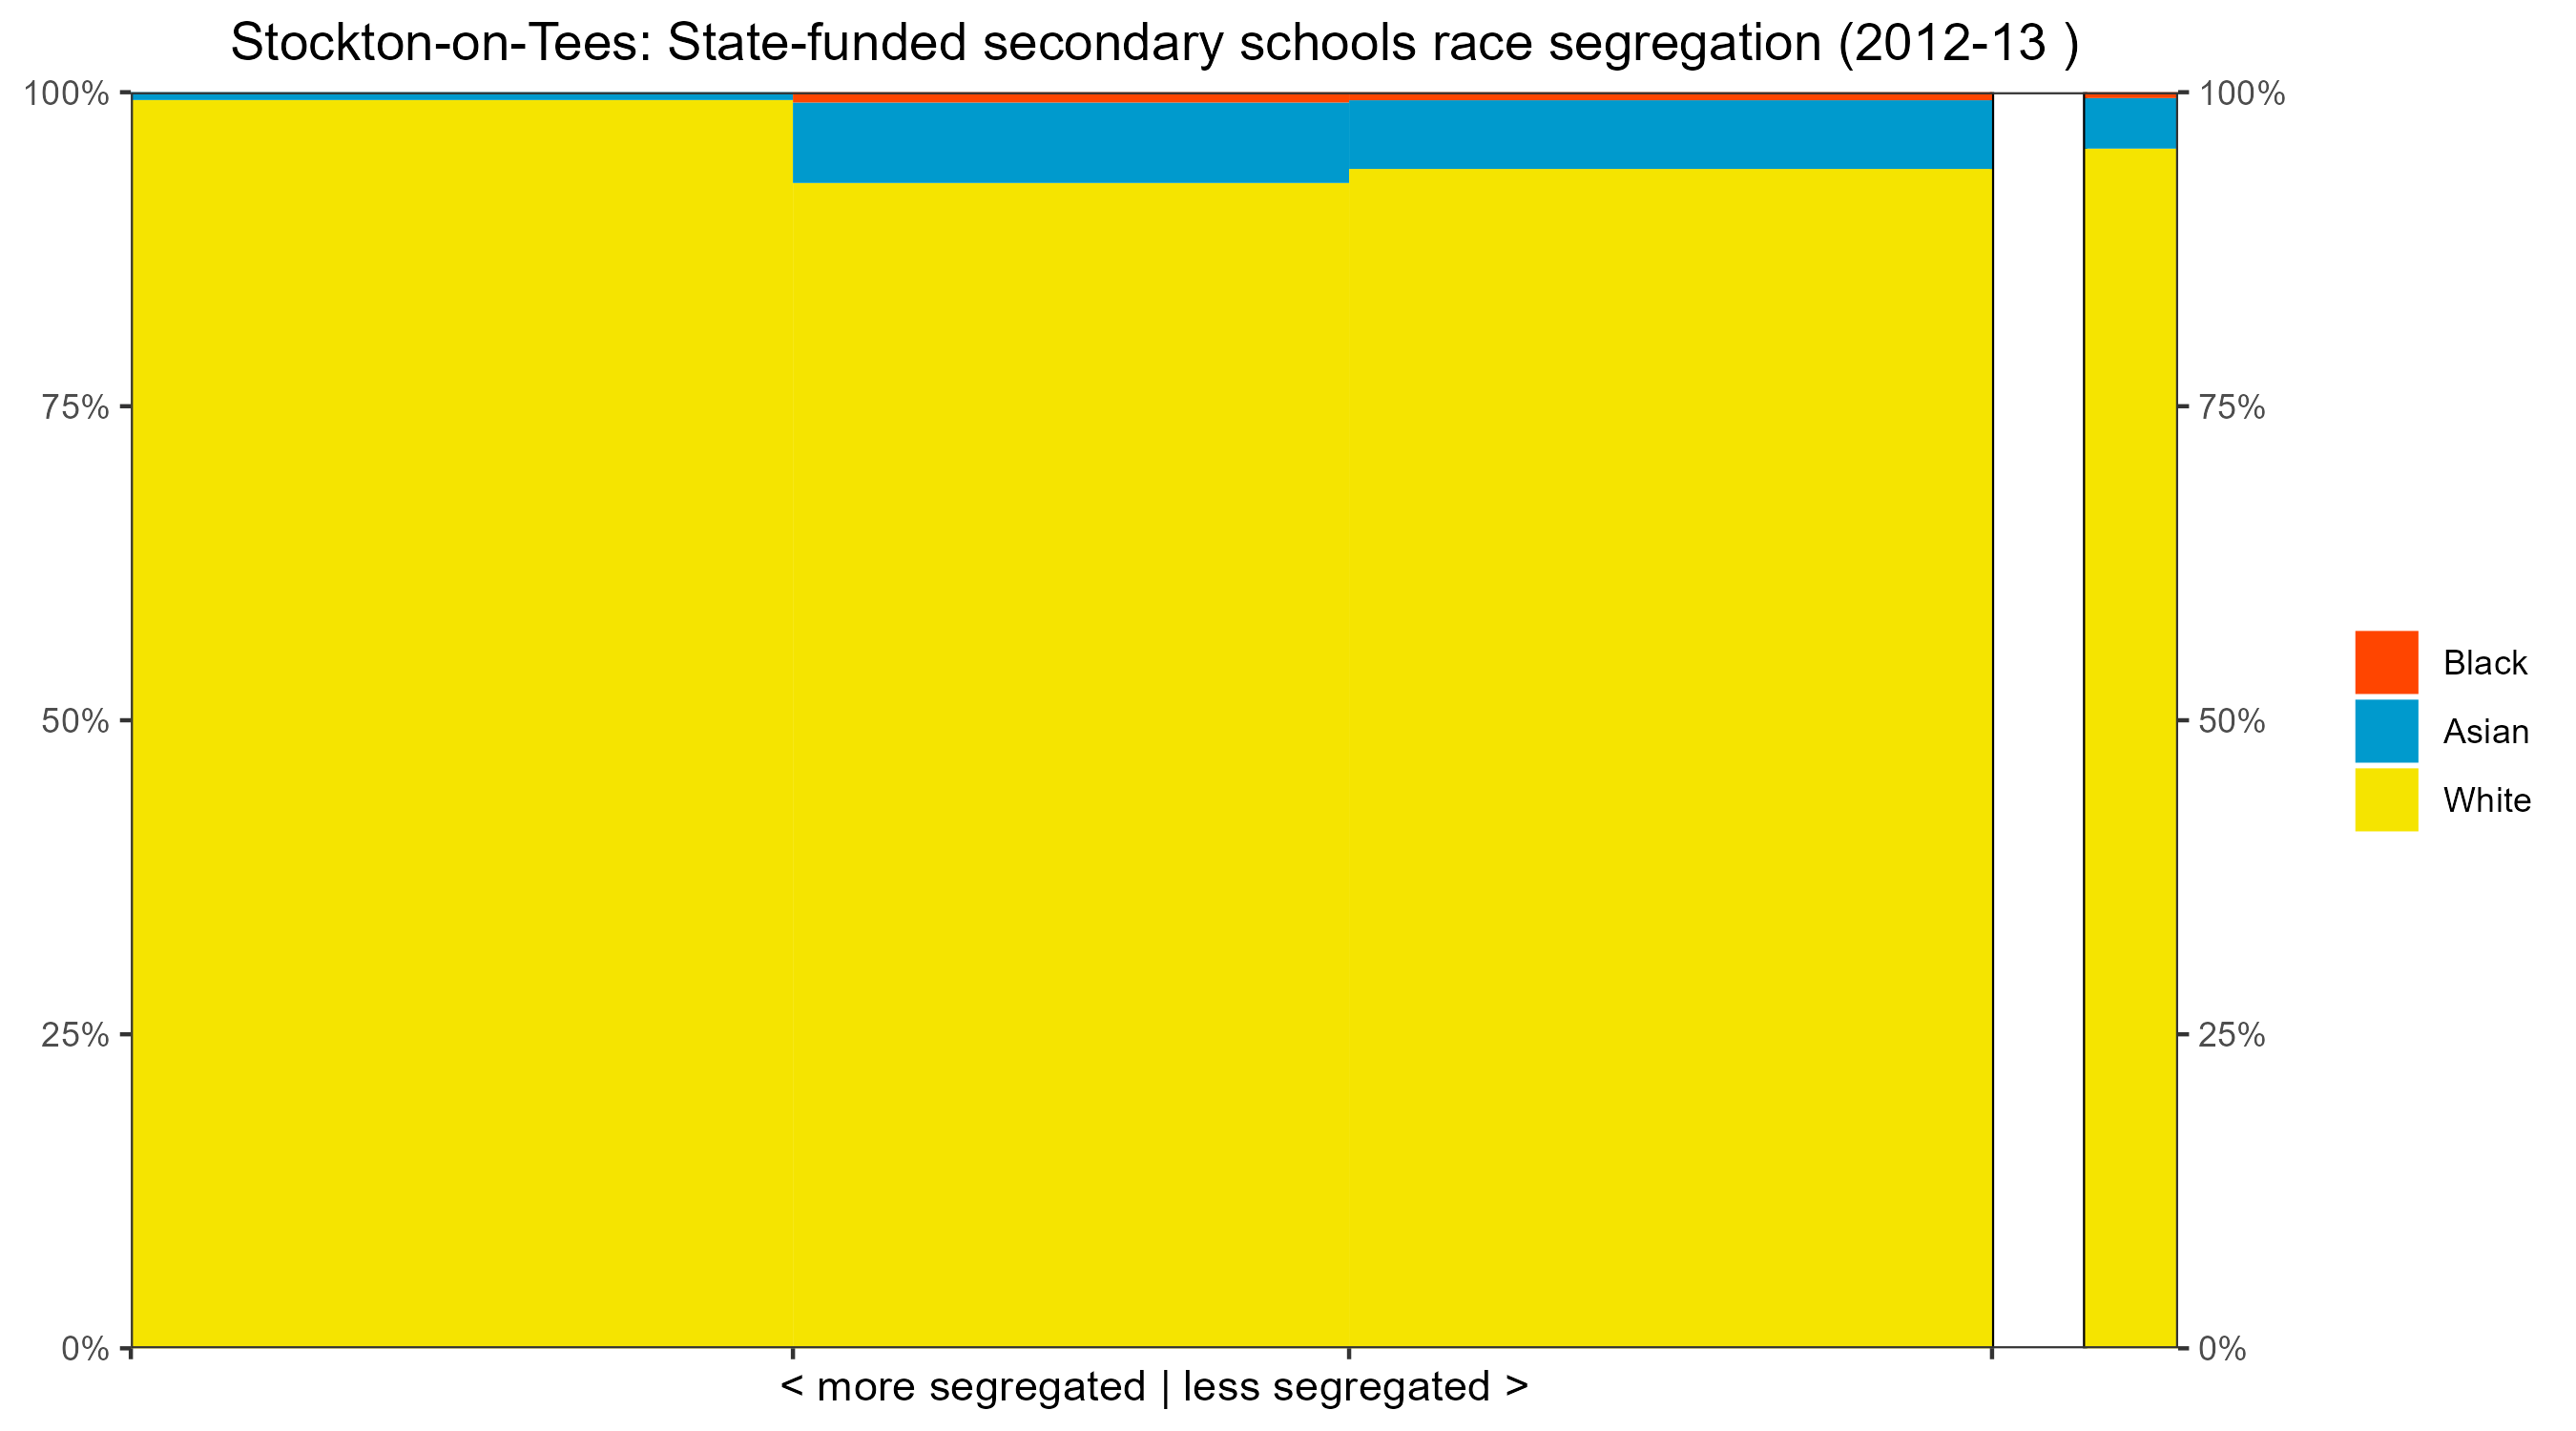 Stockton-on-Tees: State-funded secondary schools race segregation (2012-13 )
100%
75%
50%
25%
0%
100%
75%
50%
25%
0%
Black
Asian
White
< more segregated | less segregated >